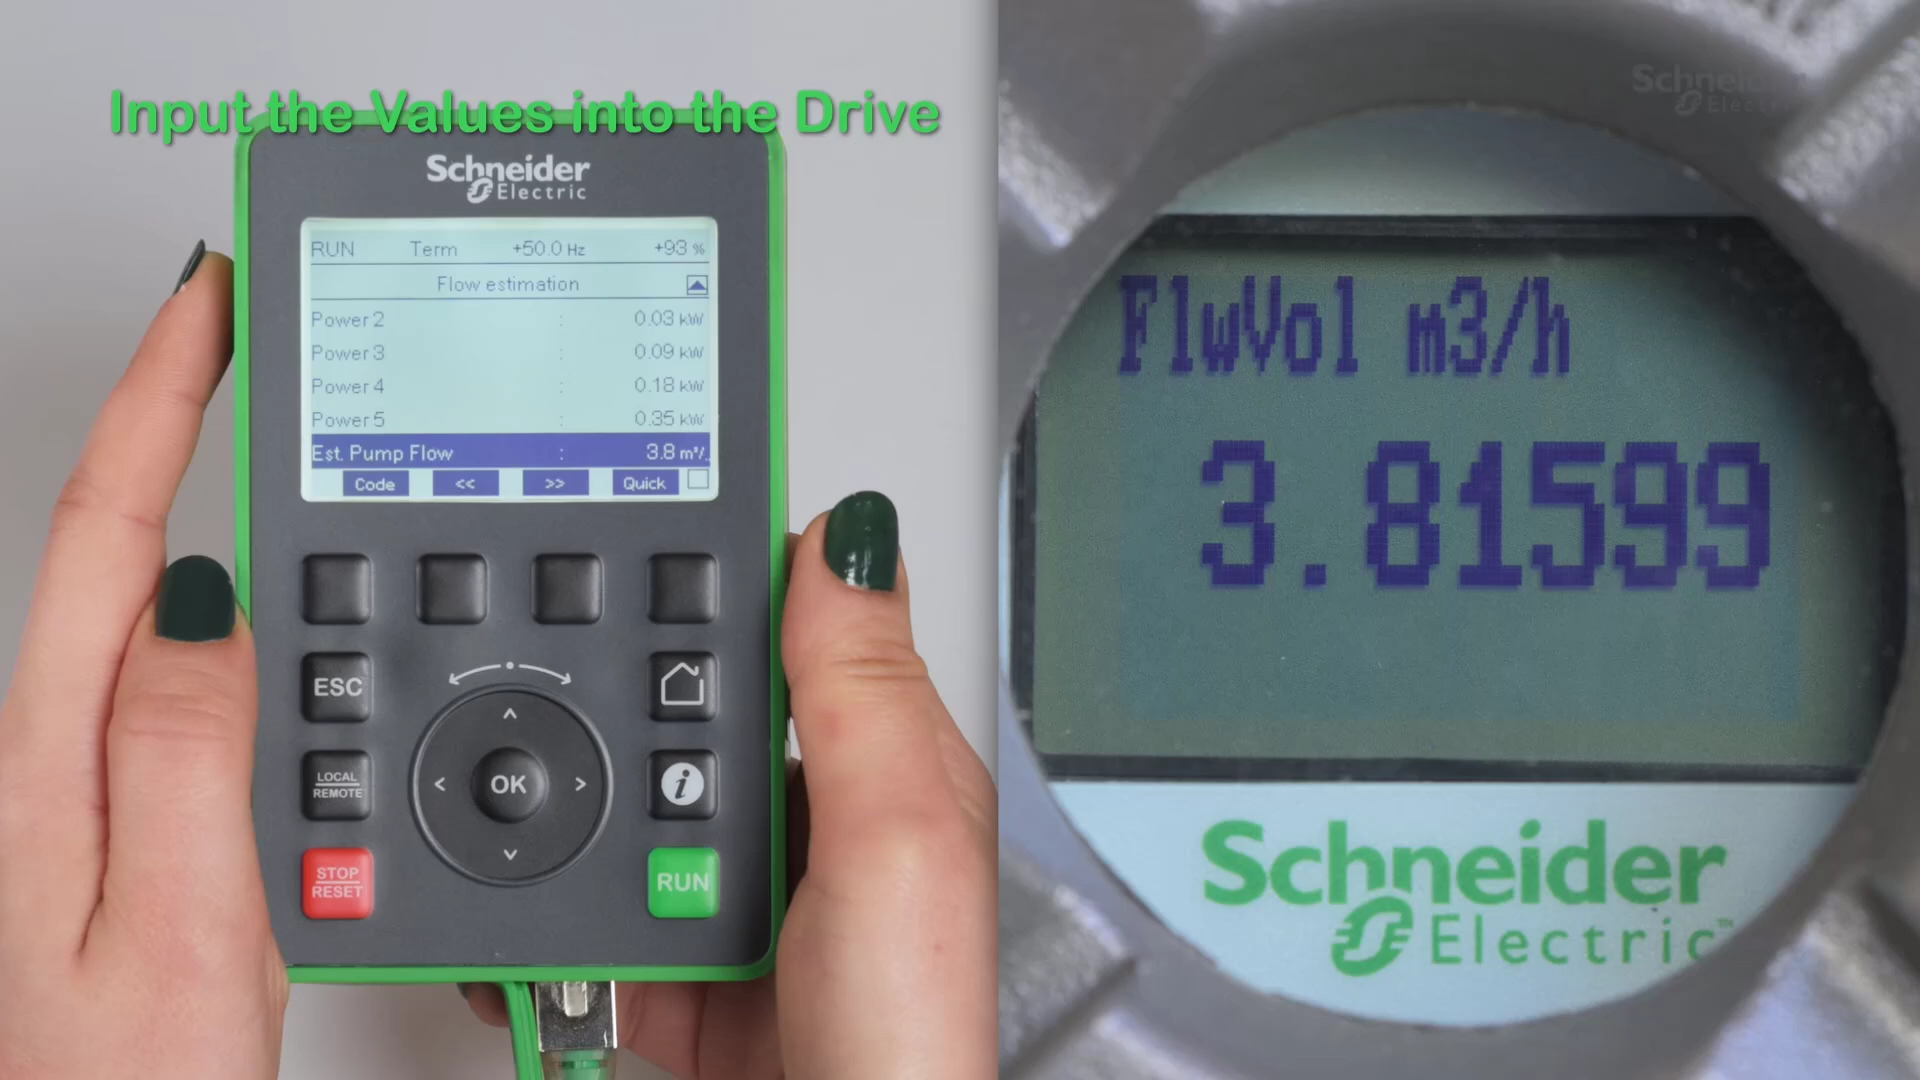 Input the Values into the Drive
Schneider
Electric
RUN Term +50.0 Hz +93 %
Flow estimation
Power 2 : 0.03 kW
Power 3 : 0.09 kW
Power 4 : 0.18 kW
Power 5 : 0.35 kW
Est. Pump Flow : 3.8 m³/..
Code << >> Quick
ESC
LOCAL
REMOTE
OK
i
STOP
RESET
RUN
Schneider
Electric
FlwVol m3/h
3.81599
Schneider
Electric™